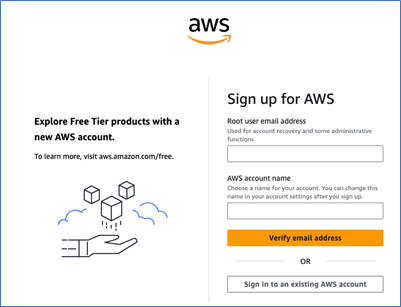 aws
Explore Free Tier products with a
new AWS account.
To learn more, visit aws.amazon.com/free.
Sign up for AWS
Root user email address
Used for account recovery and some administrative
functions
AWS account name
Choose a name for your account. You can change this
name in your account settings after you sign up.
Verify email address
OR
Sign in to an existing AWS account